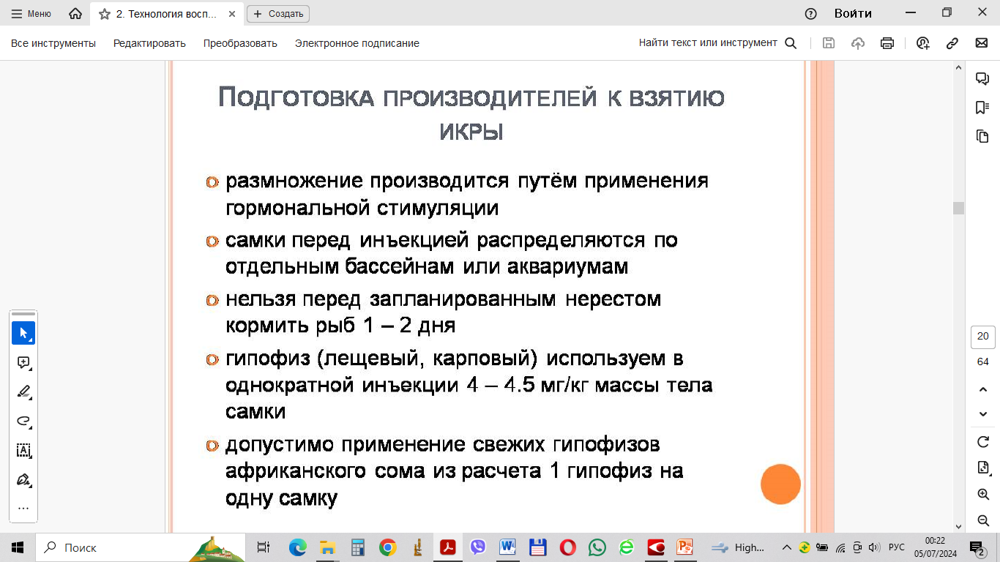 Меню
2. Технология восп...
Создать
Войти
Все инструменты
Редактировать
Преобразовать
Электронное подписание
Найти текст или инструмент
ПОДГОТОВКА ПРОИЗВОДИТЕЛЕЙ К ВЗЯТИЮ
ИКРЫ
размножение производится путём применения
гормональной стимуляции
самки перед инъекцией распределяются по
отдельным бассейнам или аквариумам
нельзя перед запланированным нерестом
кормить рыб 1 – 2 дня
гипофиз (лещевый, карповый) используем в
однократной инъекции 4 – 4.5 мг/кг массы тела
самки
допустимо применение свежих гипофизов
африканского сома из расчета 1 гипофиз на
одну самку
20
64
Поиск
High...
РУС
00:22
05/07/2024
2